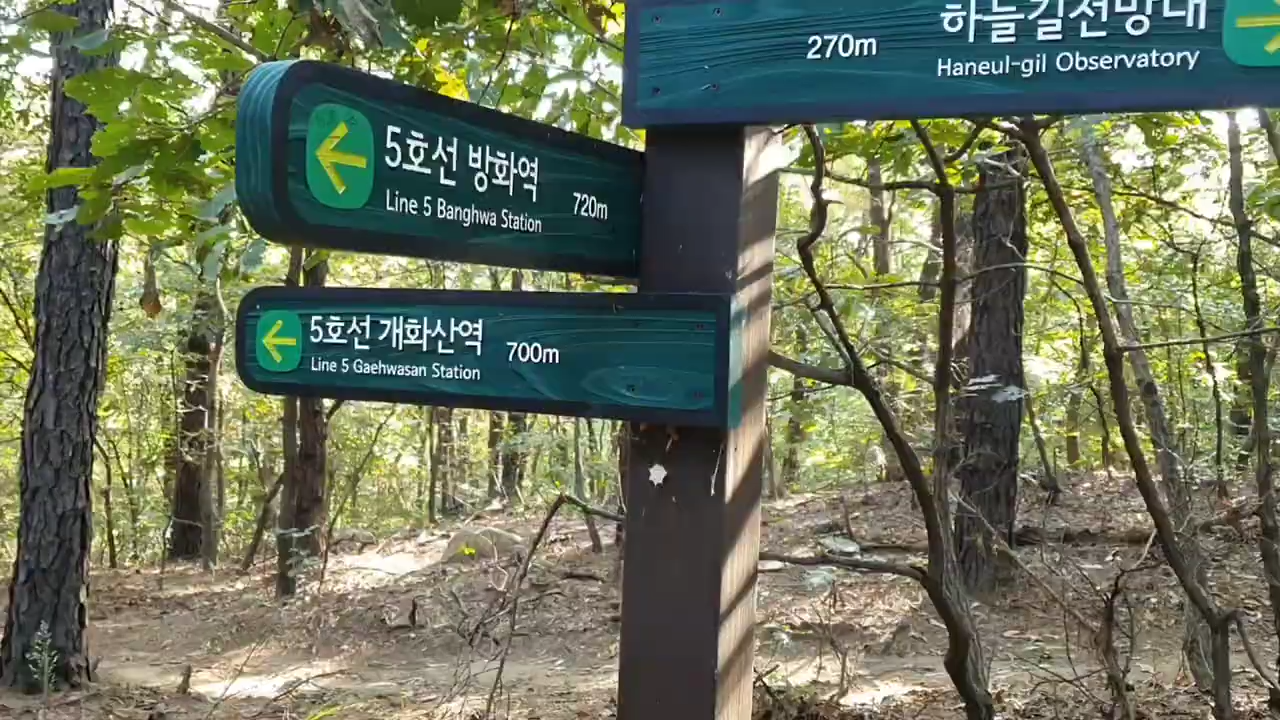 270m
하늘길전망대
Haneul-gil Observatory
5호선 방화역
Line 5 Banghwa Station
720m
5호선 개화산역
Line 5 Gaehwasan Station
700m